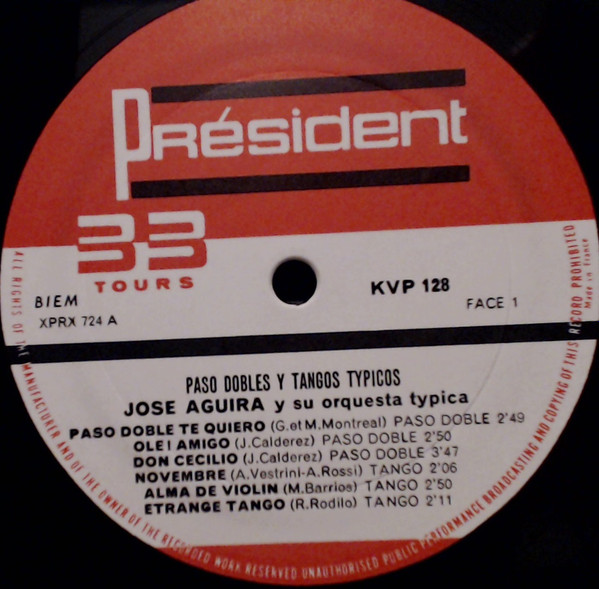 Président
33
TOURS
BIEM
XPRX 724 A
KVP 128
FACE 1
PASO DOBLES Y TANGOS TYPICOS
JOSE AGUIRA y su orquesta typica
PASO DOBLE TE QUIERO (G.et M.Montreal) PASO DOBLE 2'49
OLE! AMIGO (J.Calderez) PASO DOBLE 2'50
DON CECILIO (J.Calderez) PASO DOBLE 3'47
NOVEMBRE (A.Vestrini-A.Rossi) TANGO 2'06
ALMA DE VIOLIN (M.Barrios) TANGO 2'50
ETRANGE TANGO (R.Rodilo) TANGO 2'11
ALL RIGHTS OF THE MANUFACTURER AND OF THE OWNER OF THE RECORDED WORK RESERVED UNAUTHORISED PUBLIC PERFORMANCE BROADCASTING AND COPYING OF THIS RECORD PROHIBITED
Made in France